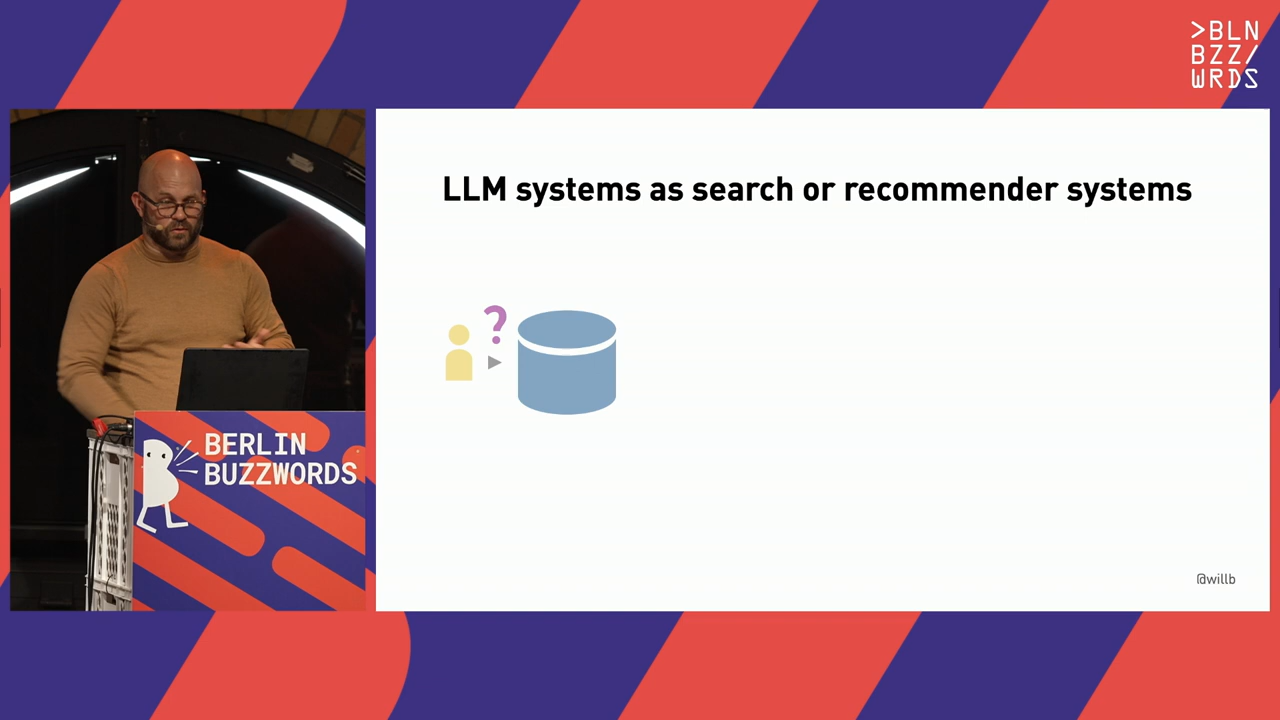 >BLN
BZZ/
WRDS
LLM systems as search or recommender systems
?
BERLIN
BUZZWORDS
@willb